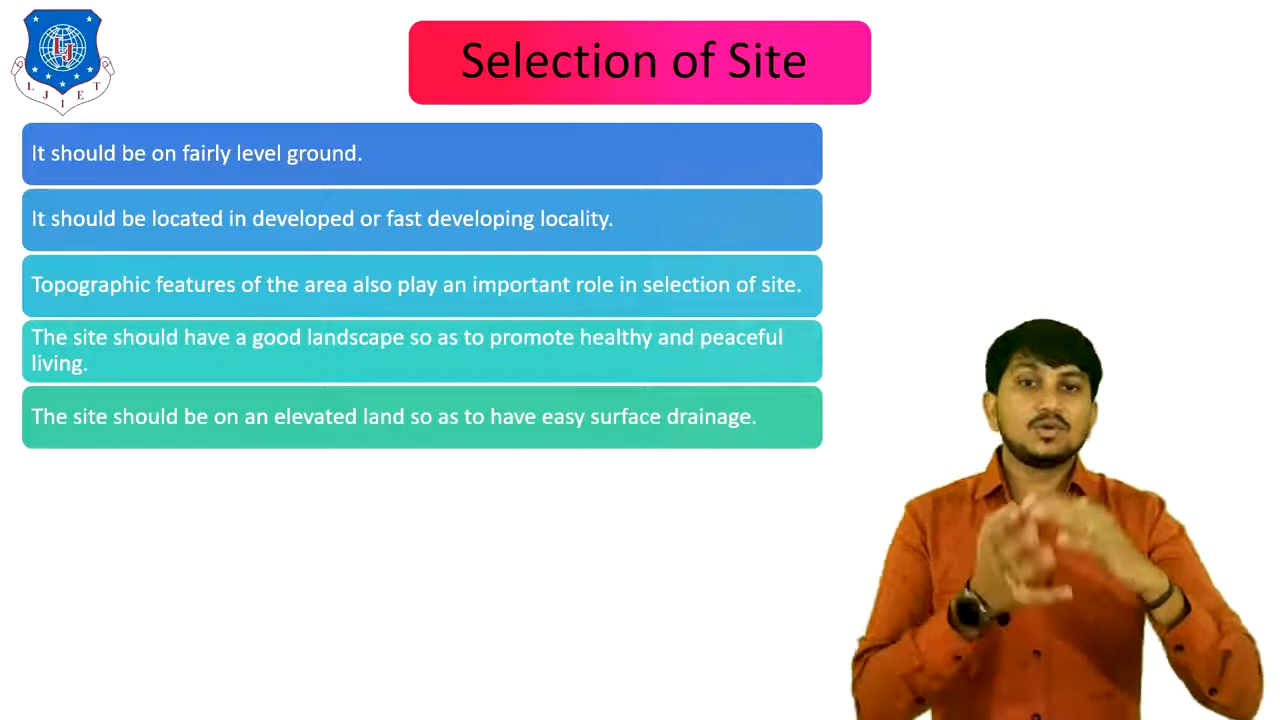 LJ
LJIET
Selection of Site
It should be on fairly level ground.
It should be located in developed or fast developing locality.
Topographic features of the area also play an important role in selection of site.
The site should have a good landscape so as to promote healthy and peaceful
living.
The site should be on an elevated land so as to have easy surface drainage.